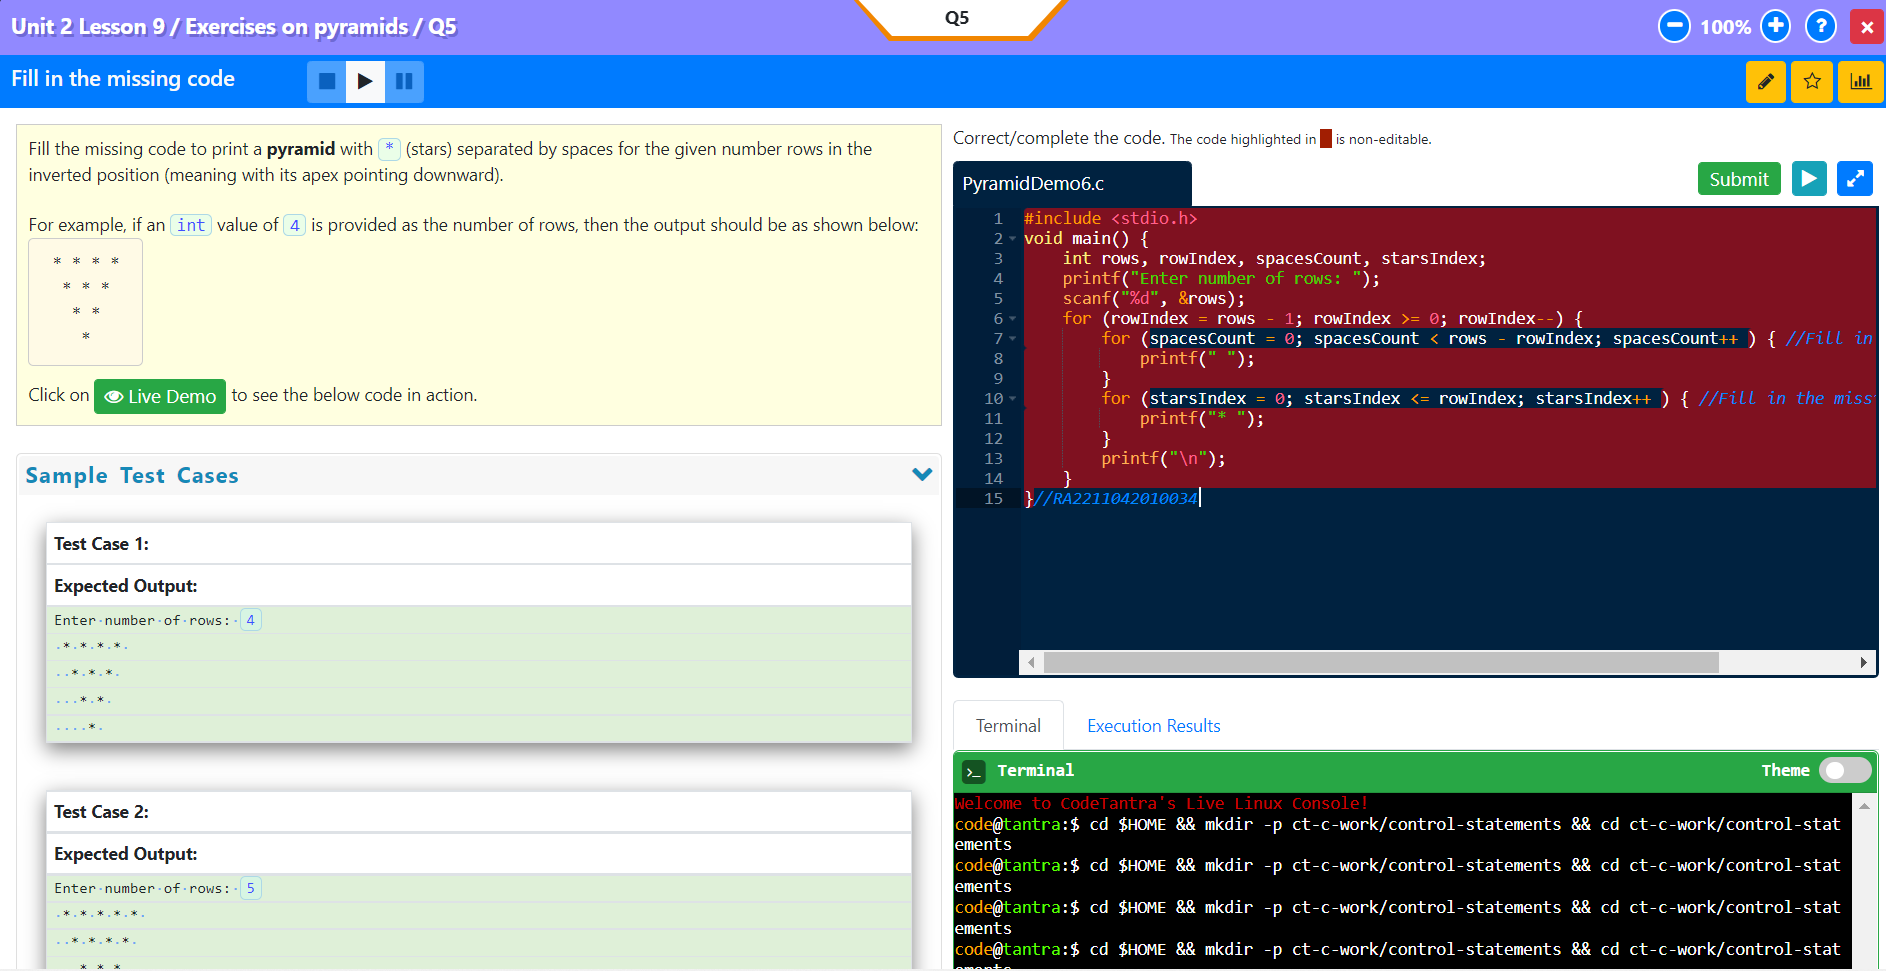 Unit 2 Lesson 9 / Exercises on pyramids / Q5
Q5
100%
Fill in the missing code
Fill the missing code to print a pyramid with * (stars) separated by spaces for the given number rows in the
inverted position (meaning with its apex pointing downward).
For example, if an int value of 4 is provided as the number of rows, then the output should be as shown below:
* * * *
* * *
* *
*
Click on Live Demo to see the below code in action.
Sample Test Cases
Test Case 1:
Expected Output:
Enter·number·of·rows:·4
·*·*·*·*·
··*·*·*·
···*·*·
····*·
Test Case 2:
Expected Output:
Enter·number·of·rows:·5
·*·*·*·*·*·
··*·*·*·*·
* * *
Correct/complete the code. The code highlighted in is non-editable.
PyramidDemo6.c
Submit
1 #include <stdio.h>
2 void main() {
3 int rows, rowIndex, spacesCount, starsIndex;
4 printf("Enter number of rows: ");
5 scanf("%d", &rows);
6 for (rowIndex = rows - 1; rowIndex >= 0; rowIndex--) {
7 for (spacesCount = 0; spacesCount < rows - rowIndex; spacesCount++ ) { //Fill in
8 printf(" ");
9 }
10 for (starsIndex = 0; starsIndex <= rowIndex; starsIndex++ ) { //Fill in the miss
11 printf("* ");
12 }
13 printf("\n");
14 }
15 }//RA2211042010034
Terminal
Execution Results
Terminal
Theme
Welcome to CodeTantra's Live Linux Console!
code@tantra:$ cd $HOME && mkdir -p ct-c-work/control-statements && cd ct-c-work/control-stat
ements
code@tantra:$ cd $HOME && mkdir -p ct-c-work/control-statements && cd ct-c-work/control-stat
ements
code@tantra:$ cd $HOME && mkdir -p ct-c-work/control-statements && cd ct-c-work/control-stat
ements
code@tantra:$ cd $HOME && mkdir -p ct-c-work/control-statements && cd ct-c-work/control-stat